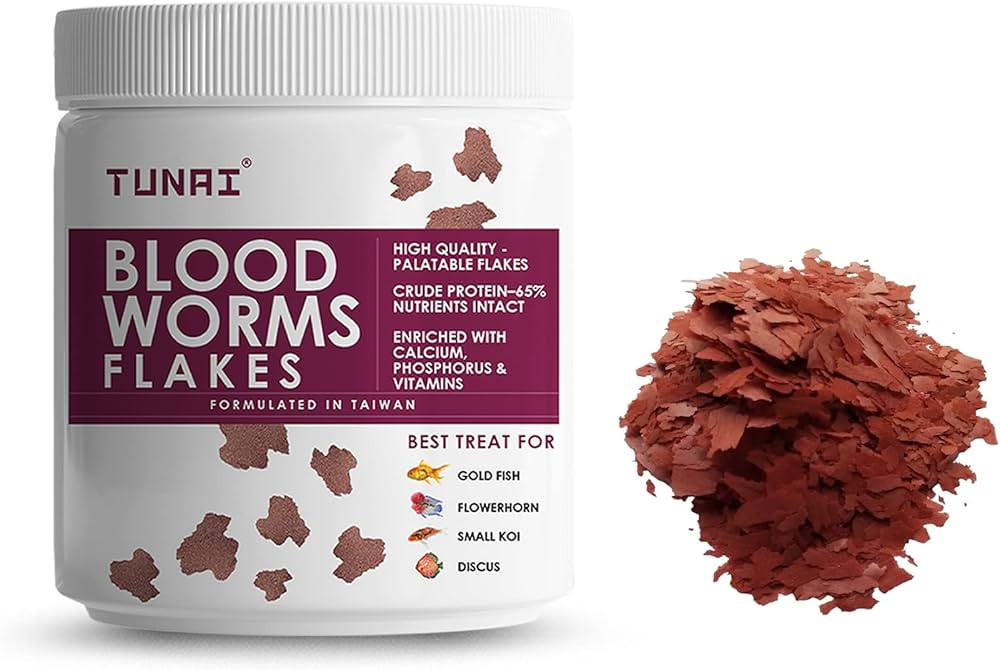 TUNAI®
BLOOD
WORMS
FLAKES
HIGH QUALITY -
PALATABLE FLAKES
CRUDE PROTEIN–65%
NUTRIENTS INTACT
ENRICHED WITH
CALCIUM,
PHOSPHORUS &
VITAMINS
FORMULATED IN TAIWAN
BEST TREAT FOR
GOLD FISH
FLOWERHORN
SMALL KOI
DISCUS